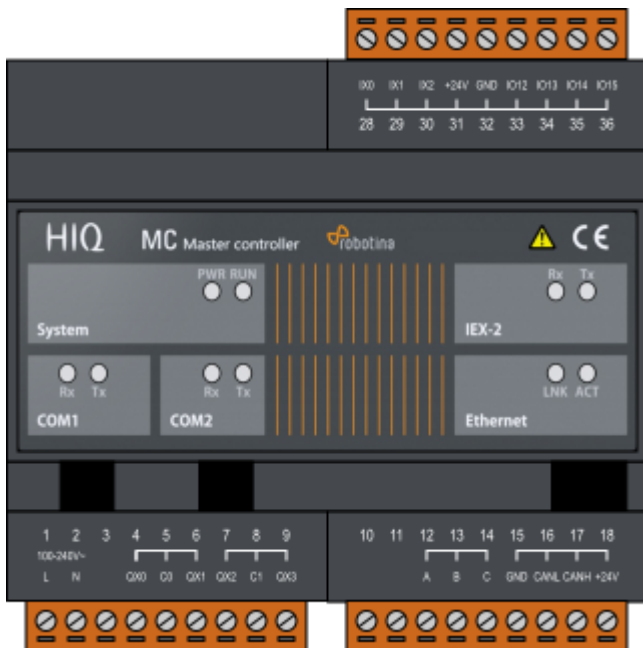 IX0 IX1 IX2 +24V GND IO12 IO13 IO14 IO15
28 29 30 31 32 33 34 35 36
HIQ MC Master controller robotina CE
PWR RUN
System
Rx Tx
IEX-2
Rx Tx
COM1
Rx Tx
COM2
LNK ACT
Ethernet
1 2 3 4 5 6 7 8 9
100-240V~
L N QX0 C0 QX1 QX2 C1 QX3
10 11 12 13 14 15 16 17 18
A B C GND CANL CANH +24V